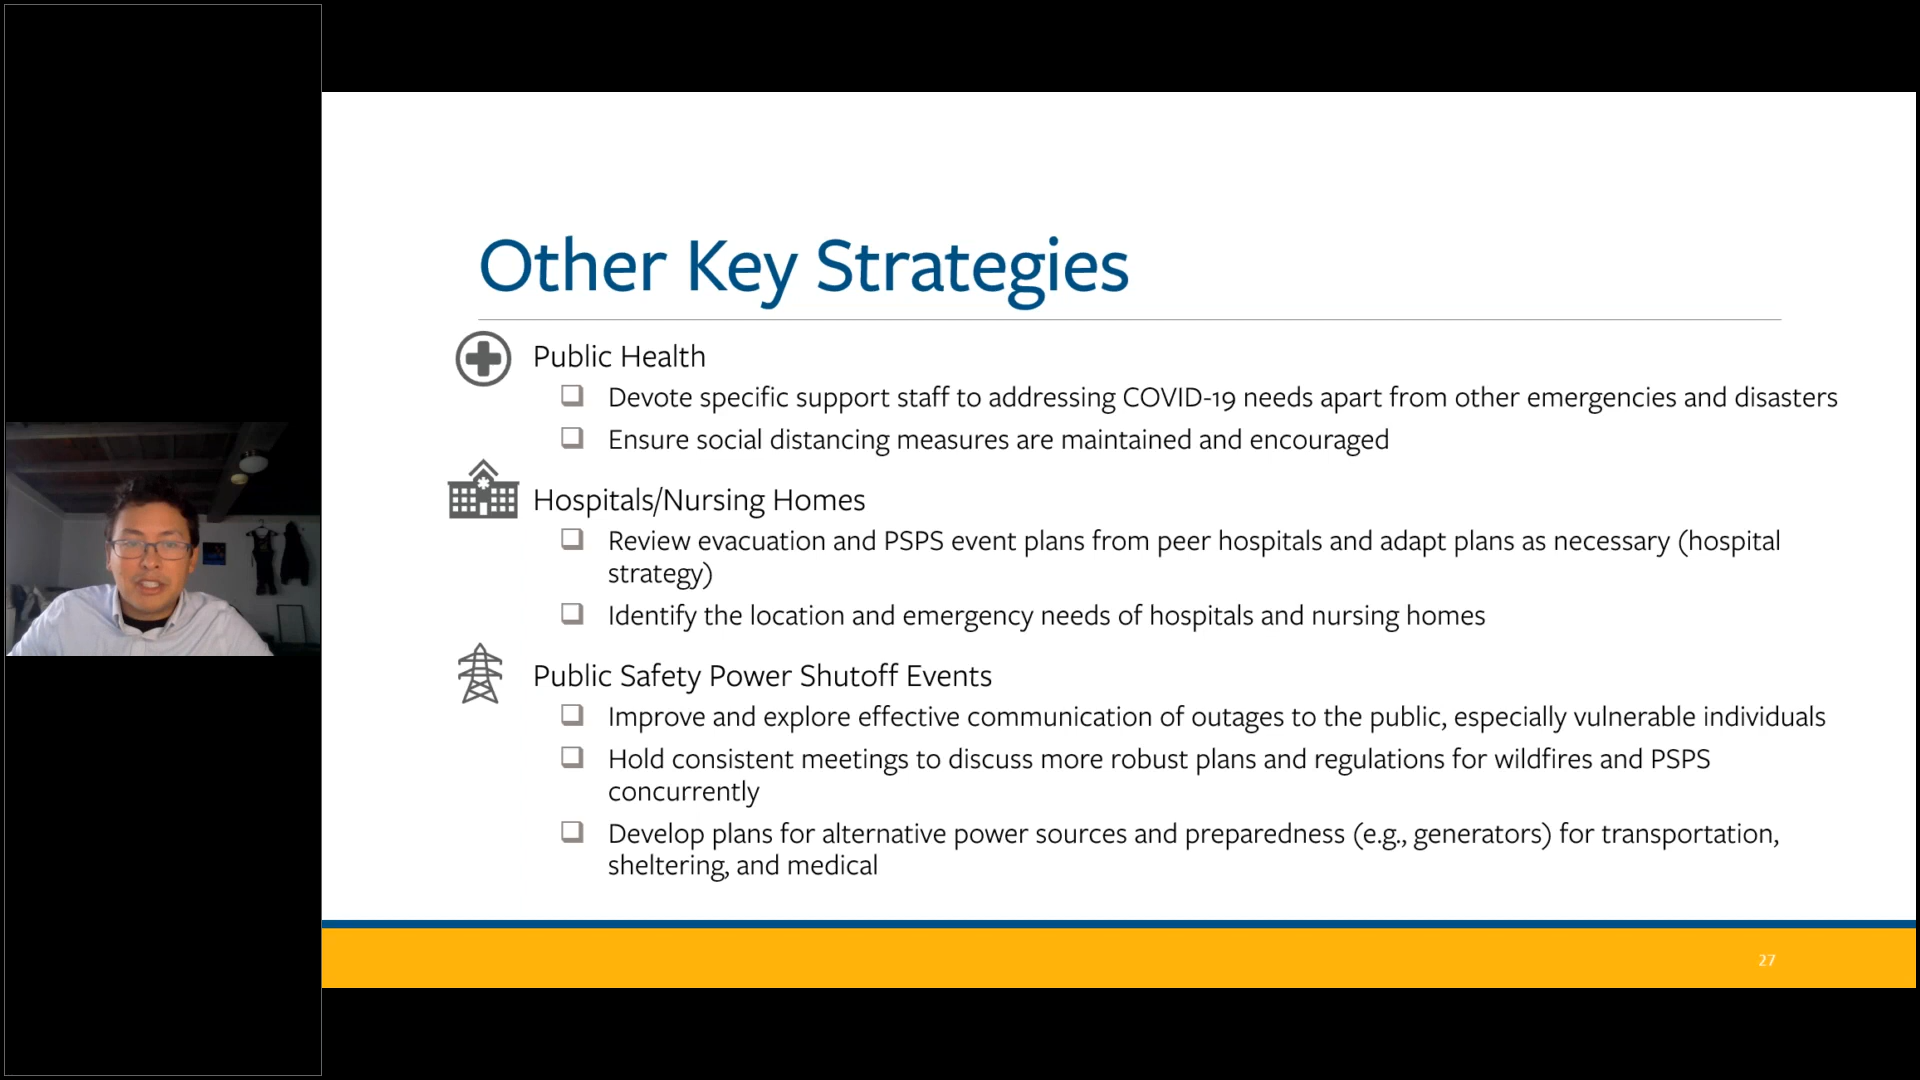 Other Key Strategies
Public Health
Devote specific support staff to addressing COVID-19 needs apart from other emergencies and disasters
Ensure social distancing measures are maintained and encouraged
Hospitals/Nursing Homes
Review evacuation and PSPS event plans from peer hospitals and adapt plans as necessary (hospital
strategy)
Identify the location and emergency needs of hospitals and nursing homes
Public Safety Power Shutoff Events
Improve and explore effective communication of outages to the public, especially vulnerable individuals
Hold consistent meetings to discuss more robust plans and regulations for wildfires and PSPS
concurrently
Develop plans for alternative power sources and preparedness (e.g., generators) for transportation,
sheltering, and medical
27